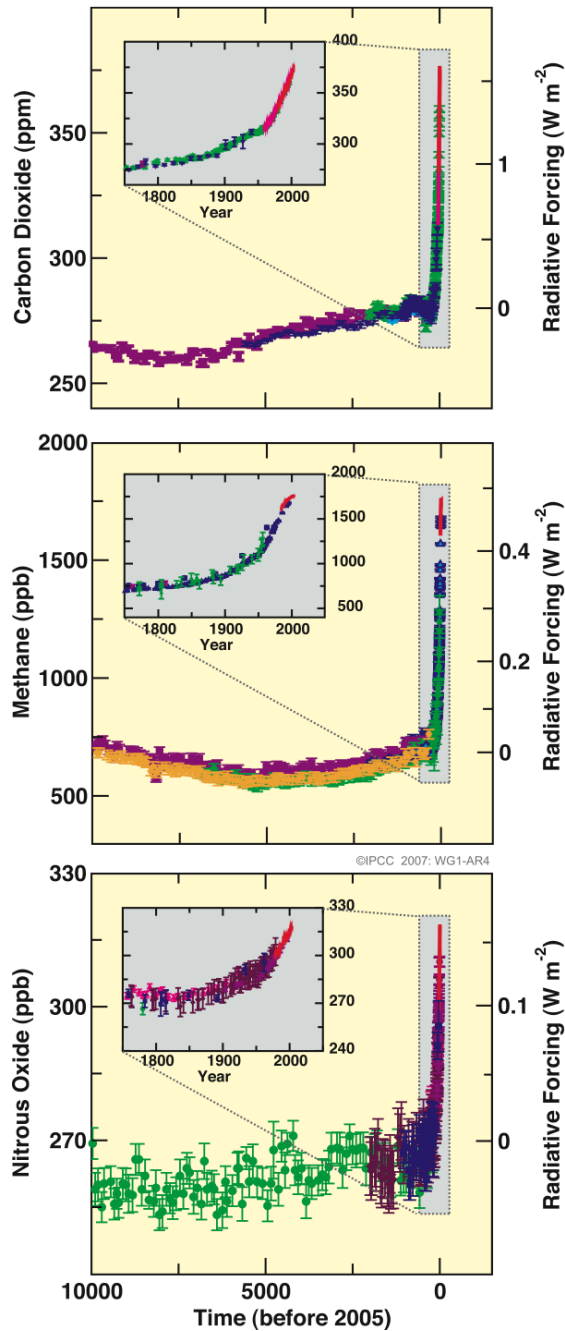 Carbon Dioxide (ppm)
350
300
250
400
350
300
1800 1900 2000
Year
1
0
Radiative Forcing (W m-2)
Methane (ppb)
2000
1500
1000
500
2000
1500
1000
500
1800 1900 2000
Year
0.4
0.2
0
Radiative Forcing (W m-2)
©IPCC 2007: WG1-AR4
Nitrous Oxide (ppb)
330
300
270
330
300
270
240
1800 1900 2000
Year
0.1
0
Radiative Forcing (W m-2)
10000 5000 0
Time (before 2005)